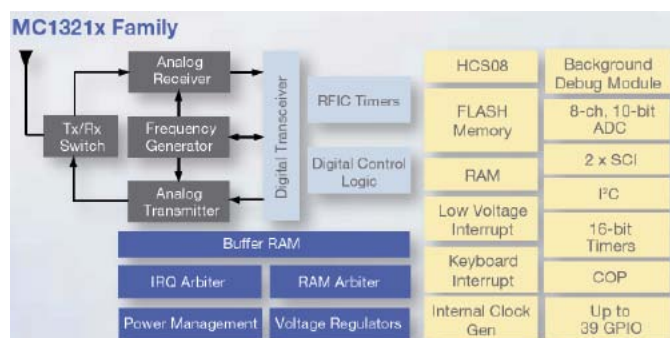 MC1321x Family
Analog
Receiver
Tx/Rx
Switch
Frequency
Generator
Analog
Transmitter
Digital Transceiver
RFIC Timers
Digital Control
Logic
Buffer RAM
IRQ Arbiter
RAM Arbiter
Power Management
Voltage Regulators
HCS08
FLASH
Memory
RAM
Low Voltage
Interrupt
Keyboard
Interrupt
Internal Clock
Gen
Background
Debug Module
8-ch, 10-bit
ADC
2 x SCI
I²C
16-bit
Timers
COP
Up to
39 GPIO